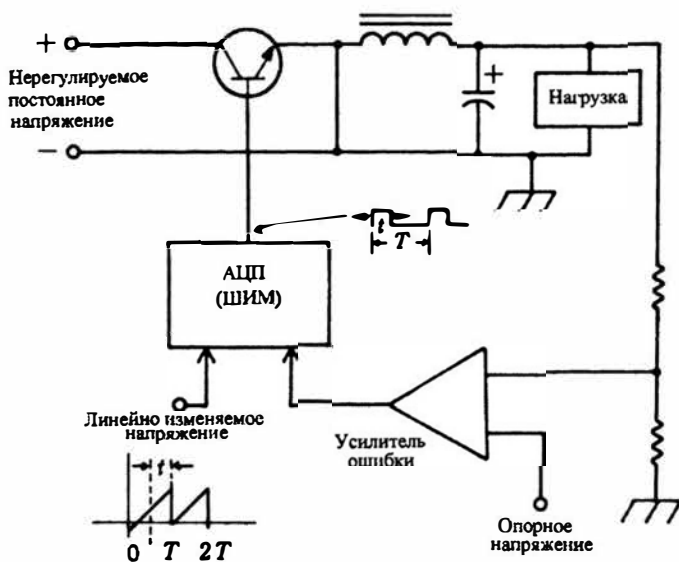 +
Нерегулируемое
постоянное
напряжение
−
+
Нагрузка
t
T
АЦП
(ШИМ)
Линейно изменяемое
напряжение
Усилитель
ошибки
Опорное
напряжение
t
0 T 2T